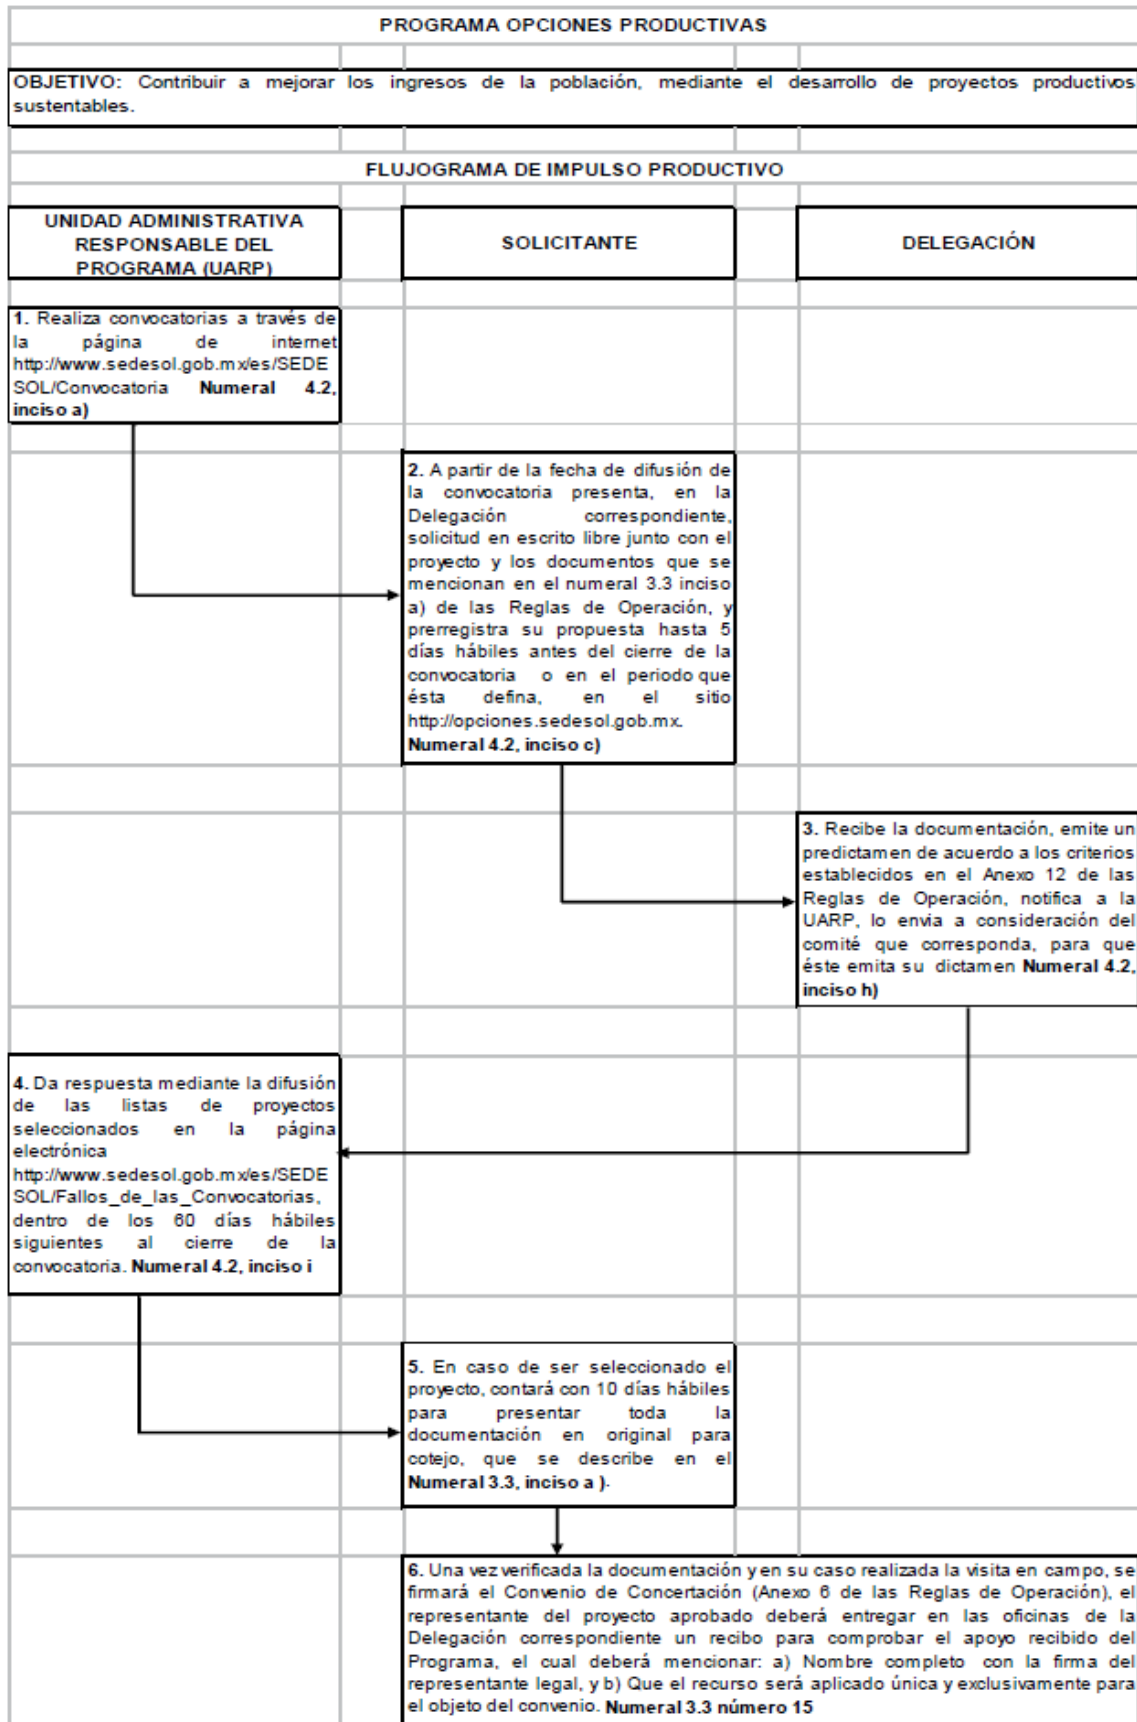 PROGRAMA OPCIONES PRODUCTIVAS
OBJETIVO: Contribuir a mejorar los ingresos de la población, mediante el desarrollo de proyectos productivos
sustentables.
FLUJOGRAMA DE IMPULSO PRODUCTIVO
UNIDAD ADMINISTRATIVA
RESPONSABLE DEL
PROGRAMA (UARP)
SOLICITANTE
DELEGACIÓN
1. Realiza convocatorias a través de
la página de internet
http://www.sedesol.gob.mx/es/SEDE
SOL/Convocatoria Numeral 4.2,
inciso a)
2. A partir de la fecha de difusión de
la convocatoria presenta, en la
Delegación correspondiente,
solicitud en escrito libre junto con el
proyecto y los documentos que se
mencionan en el numeral 3.3 inciso
a) de las Reglas de Operación, y
prerregistra su propuesta hasta 5
días hábiles antes del cierre de la
convocatoria o en el periodo que
ésta defina, en el sitio
http://opciones.sedesol.gob.mx.
Numeral 4.2, inciso c)
3. Recibe la documentación, emite un
predictamen de acuerdo a los criterios
establecidos en el Anexo 12 de las
Reglas de Operación, notifica a la
UARP, lo envia a consideración del
comité que corresponda, para que
éste emita su dictamen Numeral 4.2,
inciso h)
4. Da respuesta mediante la difusión
de las listas de proyectos
seleccionados en la página
electrónica
http://www.sedesol.gob.mx/es/SEDE
SOL/Fallos_de_las_Convocatorias,
dentro de los 60 días hábiles
siguientes al cierre de la
convocatoria. Numeral 4.2, inciso i
5. En caso de ser seleccionado el
proyecto, contará con 10 días hábiles
para presentar toda la
documentación en original para
cotejo, que se describe en el
Numeral 3.3, inciso a ).
6. Una vez verificada la documentación y en su caso realizada la visita en campo, se
firmará el Convenio de Concertación (Anexo 6 de las Reglas de Operación), el
representante del proyecto aprobado deberá entregar en las oficinas de la
Delegación correspondiente un recibo para comprobar el apoyo recibido del
Programa, el cual deberá mencionar: a) Nombre completo con la firma del
representante legal, y b) Que el recurso será aplicado única y exclusivamente para
el objeto del convenio. Numeral 3.3 número 15